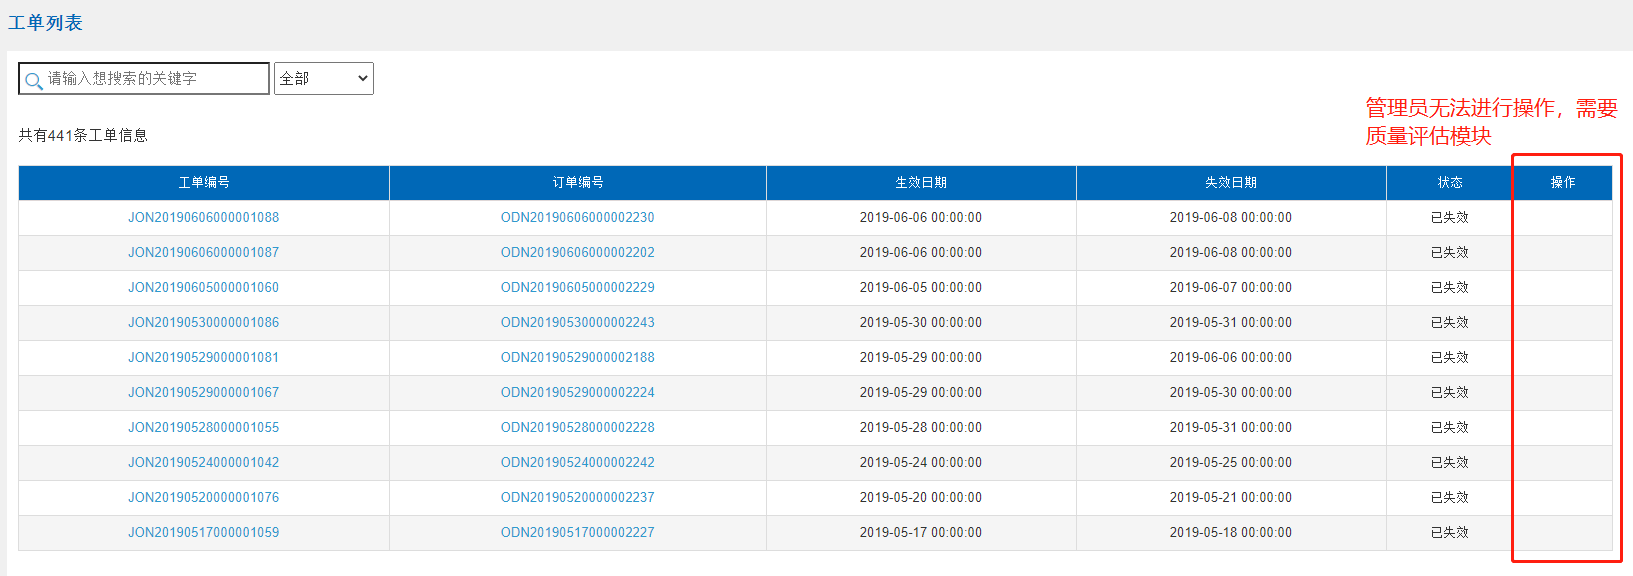 工单列表
请输入想搜索的关键字 全部
管理员无法进行操作，需要
质量评估模块
共有441条工单信息
工单编号 订单编号 生效日期 失效日期 状态 操作
JON20190606000001088 ODN20190606000002230 2019-06-06 00:00:00 2019-06-08 00:00:00 已失效
JON20190606000001087 ODN20190606000002202 2019-06-06 00:00:00 2019-06-08 00:00:00 已失效
JON20190605000001060 ODN20190605000002229 2019-06-05 00:00:00 2019-06-07 00:00:00 已失效
JON20190530000001086 ODN20190530000002243 2019-05-30 00:00:00 2019-05-31 00:00:00 已失效
JON20190529000001081 ODN20190529000002188 2019-05-29 00:00:00 2019-06-06 00:00:00 已失效
JON20190529000001067 ODN20190529000002224 2019-05-29 00:00:00 2019-05-30 00:00:00 已失效
JON20190528000001055 ODN20190528000002228 2019-05-28 00:00:00 2019-05-31 00:00:00 已失效
JON20190524000001042 ODN20190524000002242 2019-05-24 00:00:00 2019-05-25 00:00:00 已失效
JON20190520000001076 ODN20190520000002237 2019-05-20 00:00:00 2019-05-21 00:00:00 已失效
JON20190517000001059 ODN20190517000002227 2019-05-17 00:00:00 2019-05-18 00:00:00 已失效